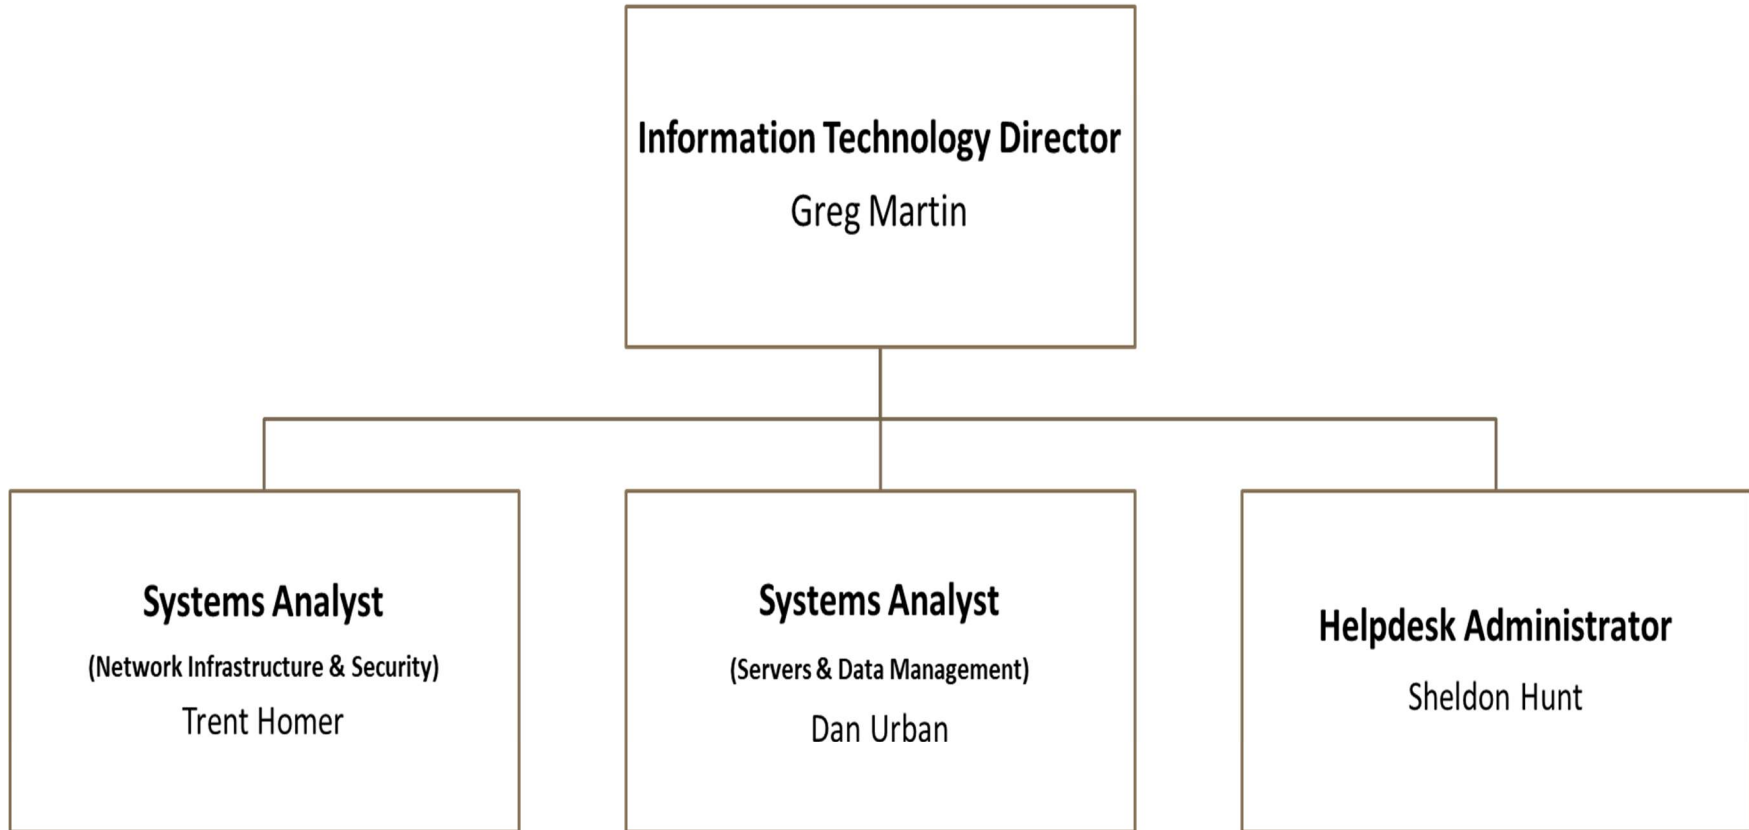 Information Technology Director
Greg Martin
Systems Analyst
(Network Infrastructure & Security)
Trent Homer
Systems Analyst
(Servers & Data Management)
Dan Urban
Helpdesk Administrator
Sheldon Hunt